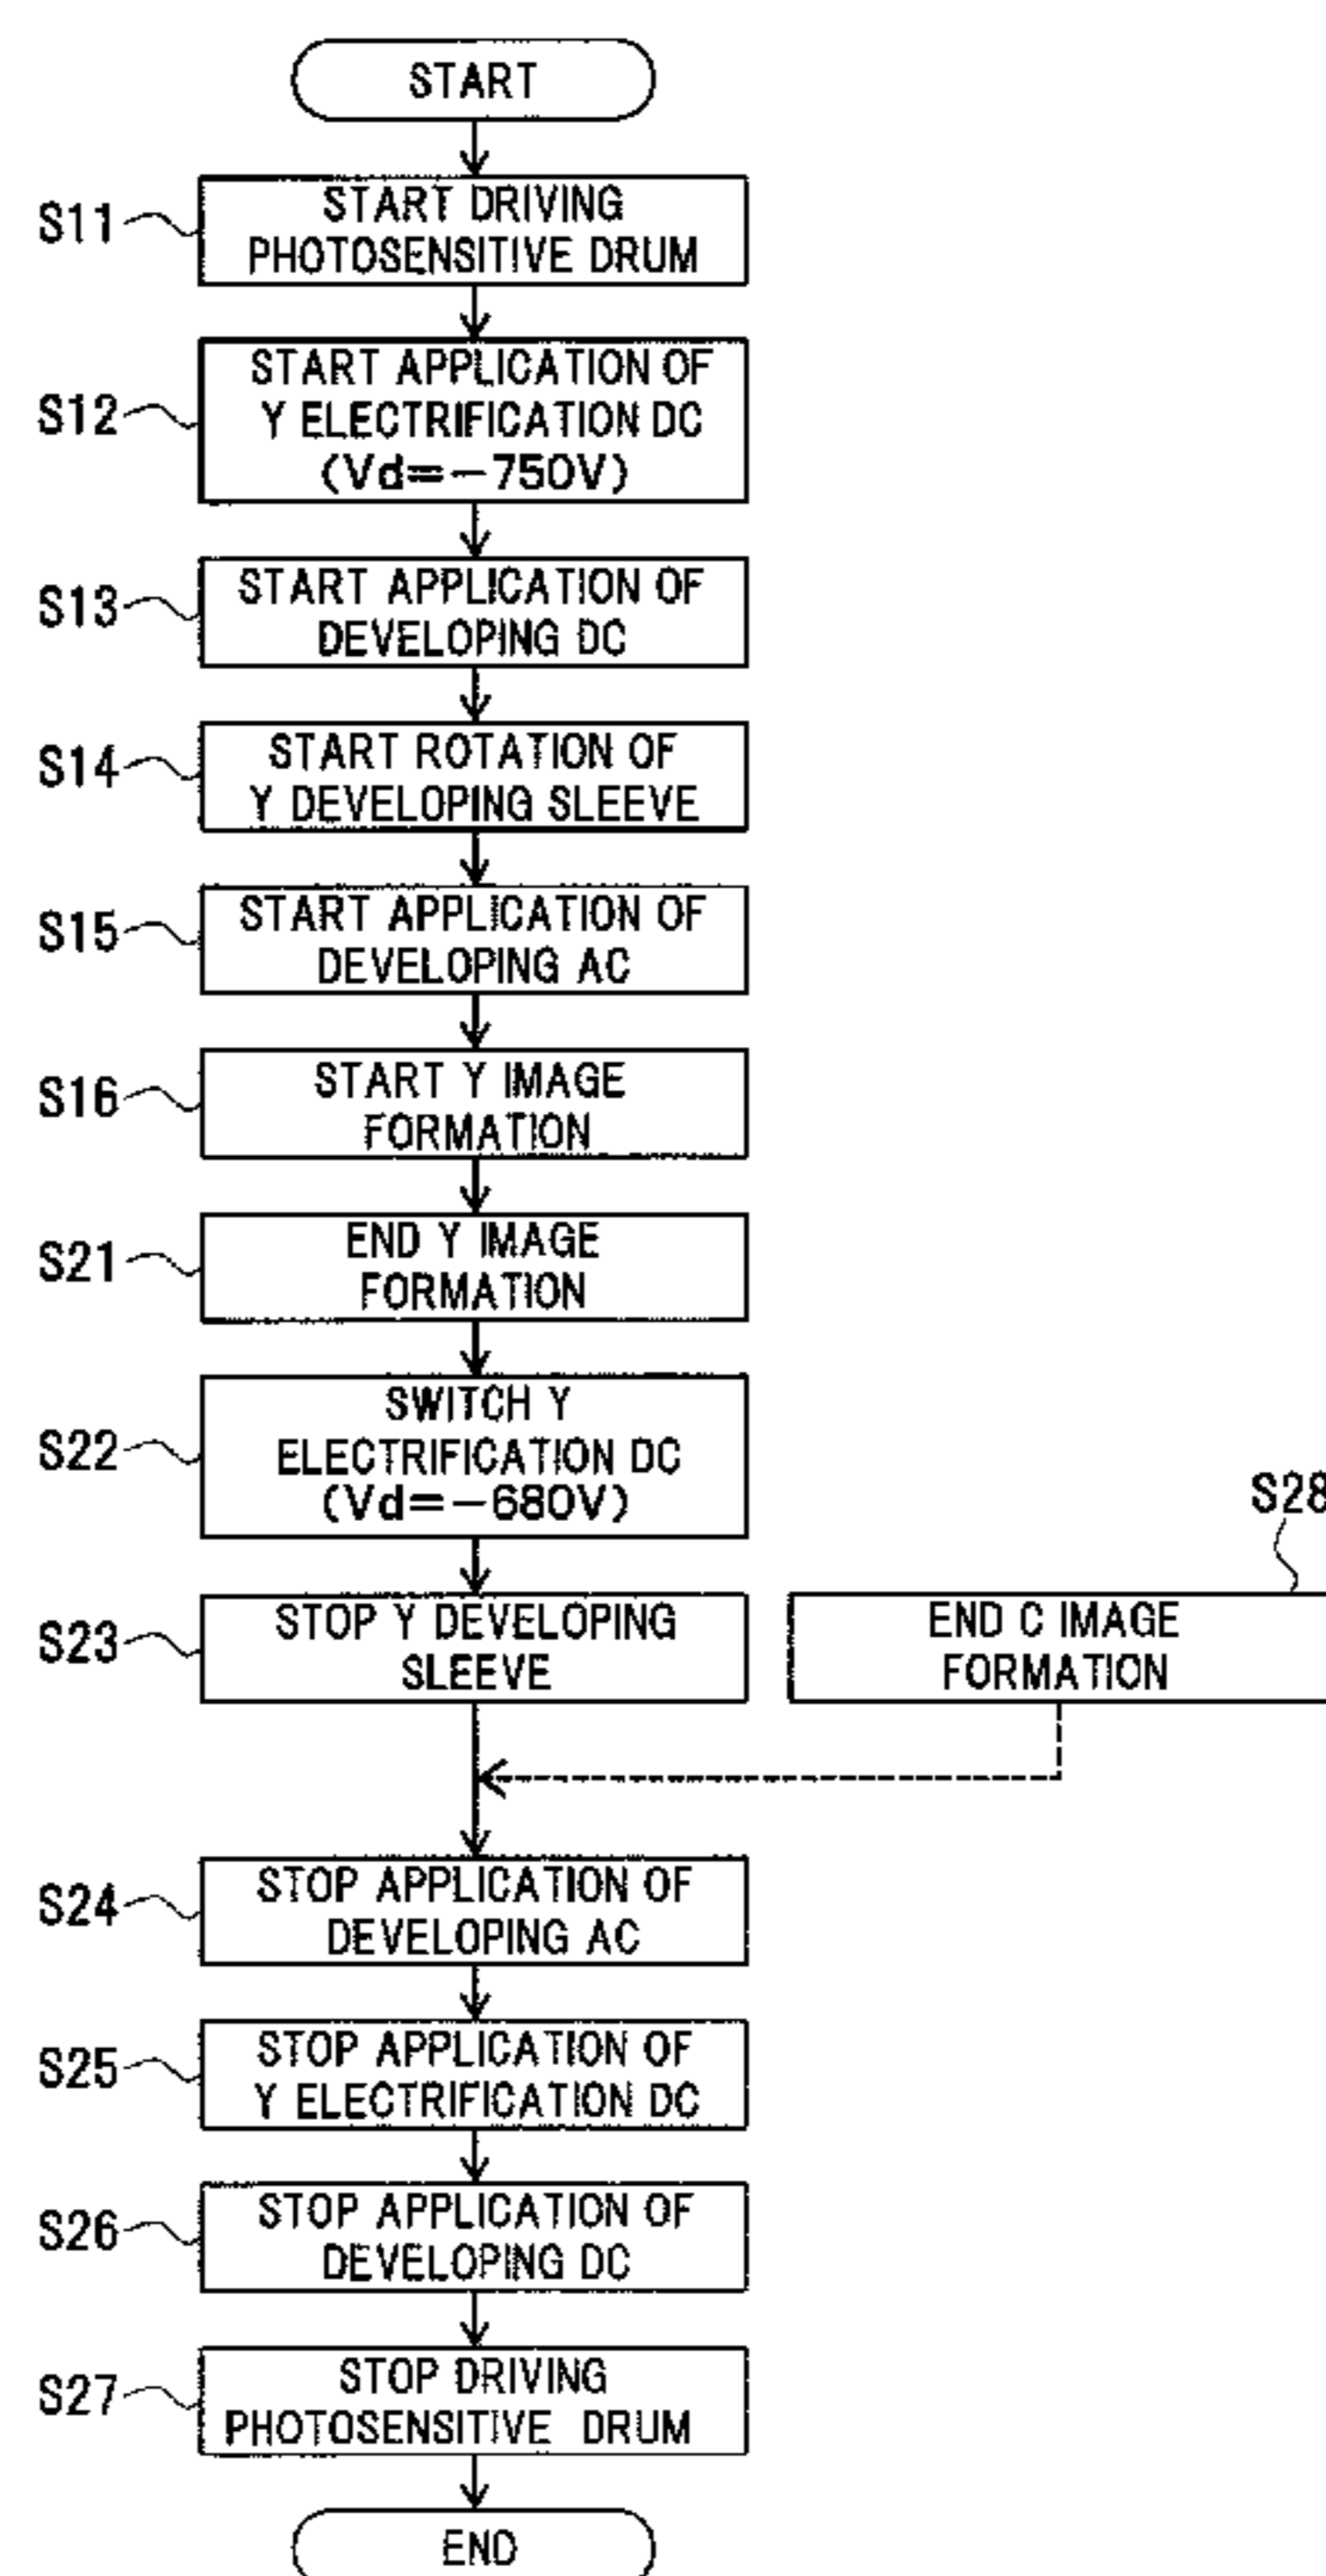 START
S11
START DRIVING
PHOTOSENSITIVE DRUM
S12
START APPLICATION OF
Y ELECTRIFICATION DC
(Vd=-750V)
S13
START APPLICATION OF
DEVELOPING DC
S14
START ROTATION OF
Y DEVELOPING SLEEVE
S15
START APPLICATION OF
DEVELOPING AC
S16
START Y IMAGE
FORMATION
S21
END Y IMAGE
FORMATION
S22
SWITCH Y
ELECTRIFICATION DC
(Vd=-680V)
S23
STOP Y DEVELOPING
SLEEVE
S28
END C IMAGE
FORMATION
S24
STOP APPLICATION OF
DEVELOPING AC
S25
STOP APPLICATION OF
Y ELECTRIFICATION DC
S26
STOP APPLICATION OF
DEVELOPING DC
S27
STOP DRIVING
PHOTOSENSITIVE DRUM
END